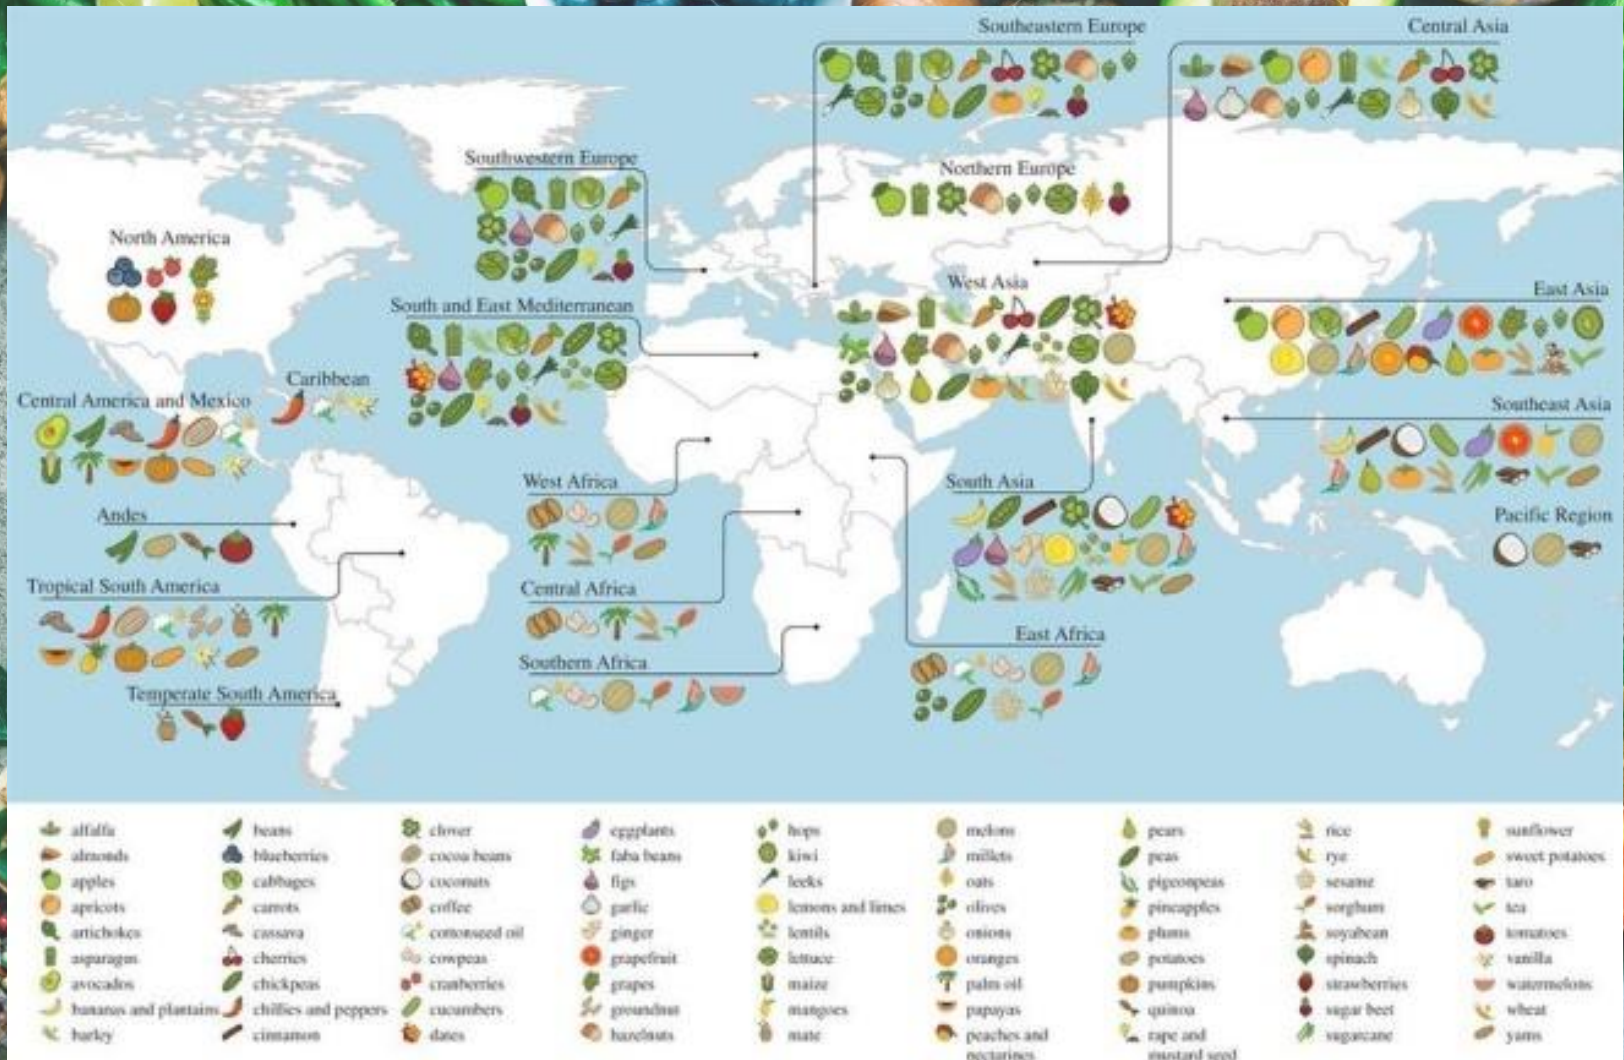 Southeastern Europe
Central Asia
Southwestern Europe
Northern Europe
North America
West Asia
South and East Mediterranean
East Asia
Caribbean
Central America and Mexico
Southeast Asia
West Africa
South Asia
Andes
Pacific Region
Tropical South America
Central Africa
East Africa
Southern Africa
Temperate South America
alfalfa
almonds
apples
apricots
artichokes
asparagus
avocados
bananas and plantains
barley
beans
blueberries
cabbages
carrots
cassava
cherries
chickpeas
chillies and peppers
cinnamon
clover
cocoa beans
coconuts
coffee
cottonseed oil
cowpeas
cranberries
cucumbers
dates
eggplants
faba beans
figs
garlic
ginger
grapefruit
grapes
groundnut
hazelnuts
hops
kiwi
leeks
lemons and limes
lentils
lettuce
maize
mangoes
mate
melons
millets
oats
olives
onions
oranges
palm oil
papayas
peaches and
nectarines
pears
peas
pigeonpeas
pineapples
plums
potatoes
pumpkins
quinoa
rape and
mustard seed
rice
rye
sesame
sorghum
soyabean
spinach
strawberries
sugar beet
sugarcane
sunflower
sweet potatoes
taro
tea
tomatoes
vanilla
watermelons
wheat
yams